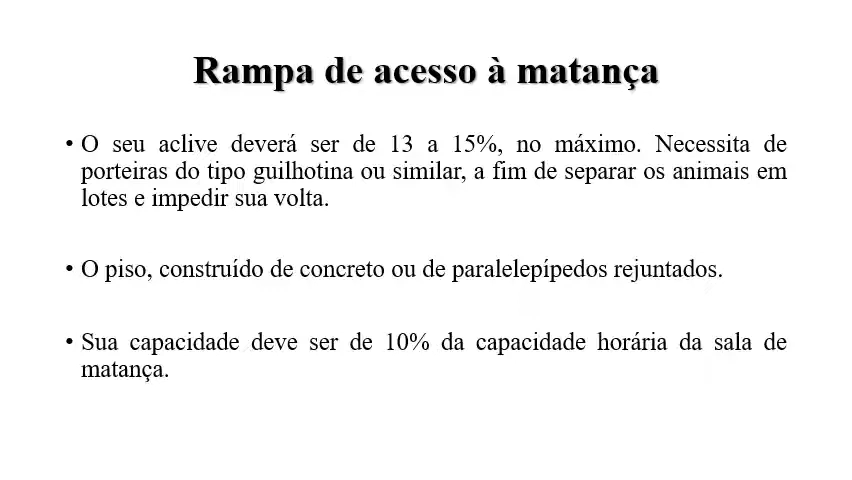 Rampa de acesso à matança
• O seu aclive deverá ser de 13 a 15%, no máximo. Necessita de
porteiras do tipo guilhotina ou similar, a fim de separar os animais em
lotes e impedir sua volta.
• O piso, construído de concreto ou de paralelepípedos rejuntados.
• Sua capacidade deve ser de 10% da capacidade horária da sala de
matança.